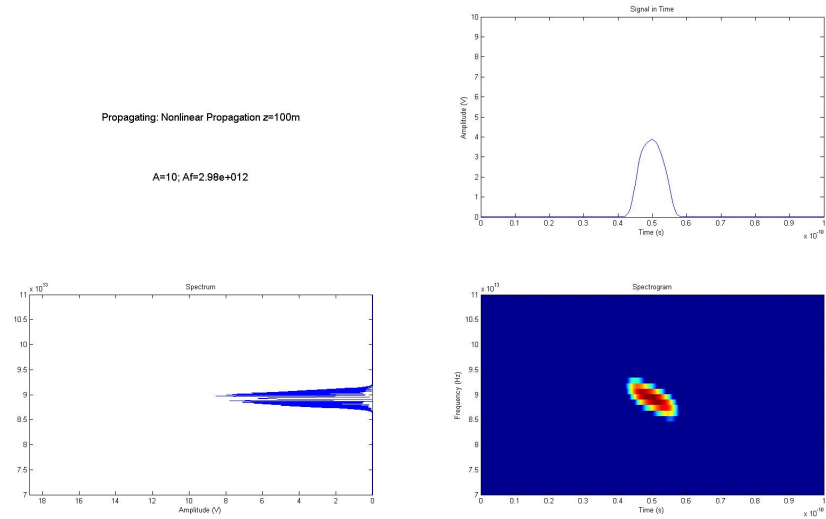 Signal in Time
10
9
8
7
6
5
4
3
2
1
0
Amplitude (V)
0 0.1 0.2 0.3 0.4 0.5 0.6 0.7 0.8 0.9 1
Time (s)
x 10^-10
Propagating: Nonlinear Propagation z=100m
A=10; Af=2.98e+012
Spectrum
x 10^13
11
10.5
10
9.5
9
8.5
8
7.5
7
18 16 14 12 10 8 6 4 2 0
Amplitude (V)
Spectrogram
x 10^13
11
10.5
10
9.5
9
8.5
8
7.5
7
Frequency (Hz)
0 0.1 0.2 0.3 0.4 0.5 0.6 0.7 0.8 0.9 1
Time (s)
x 10^-10